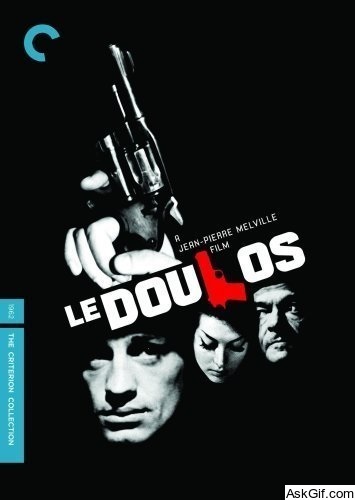 A
JEAN-PIERRE MELVILLE
FILM
LE DOULOS
1962
THE CRITERION COLLECTION
AskGif.com